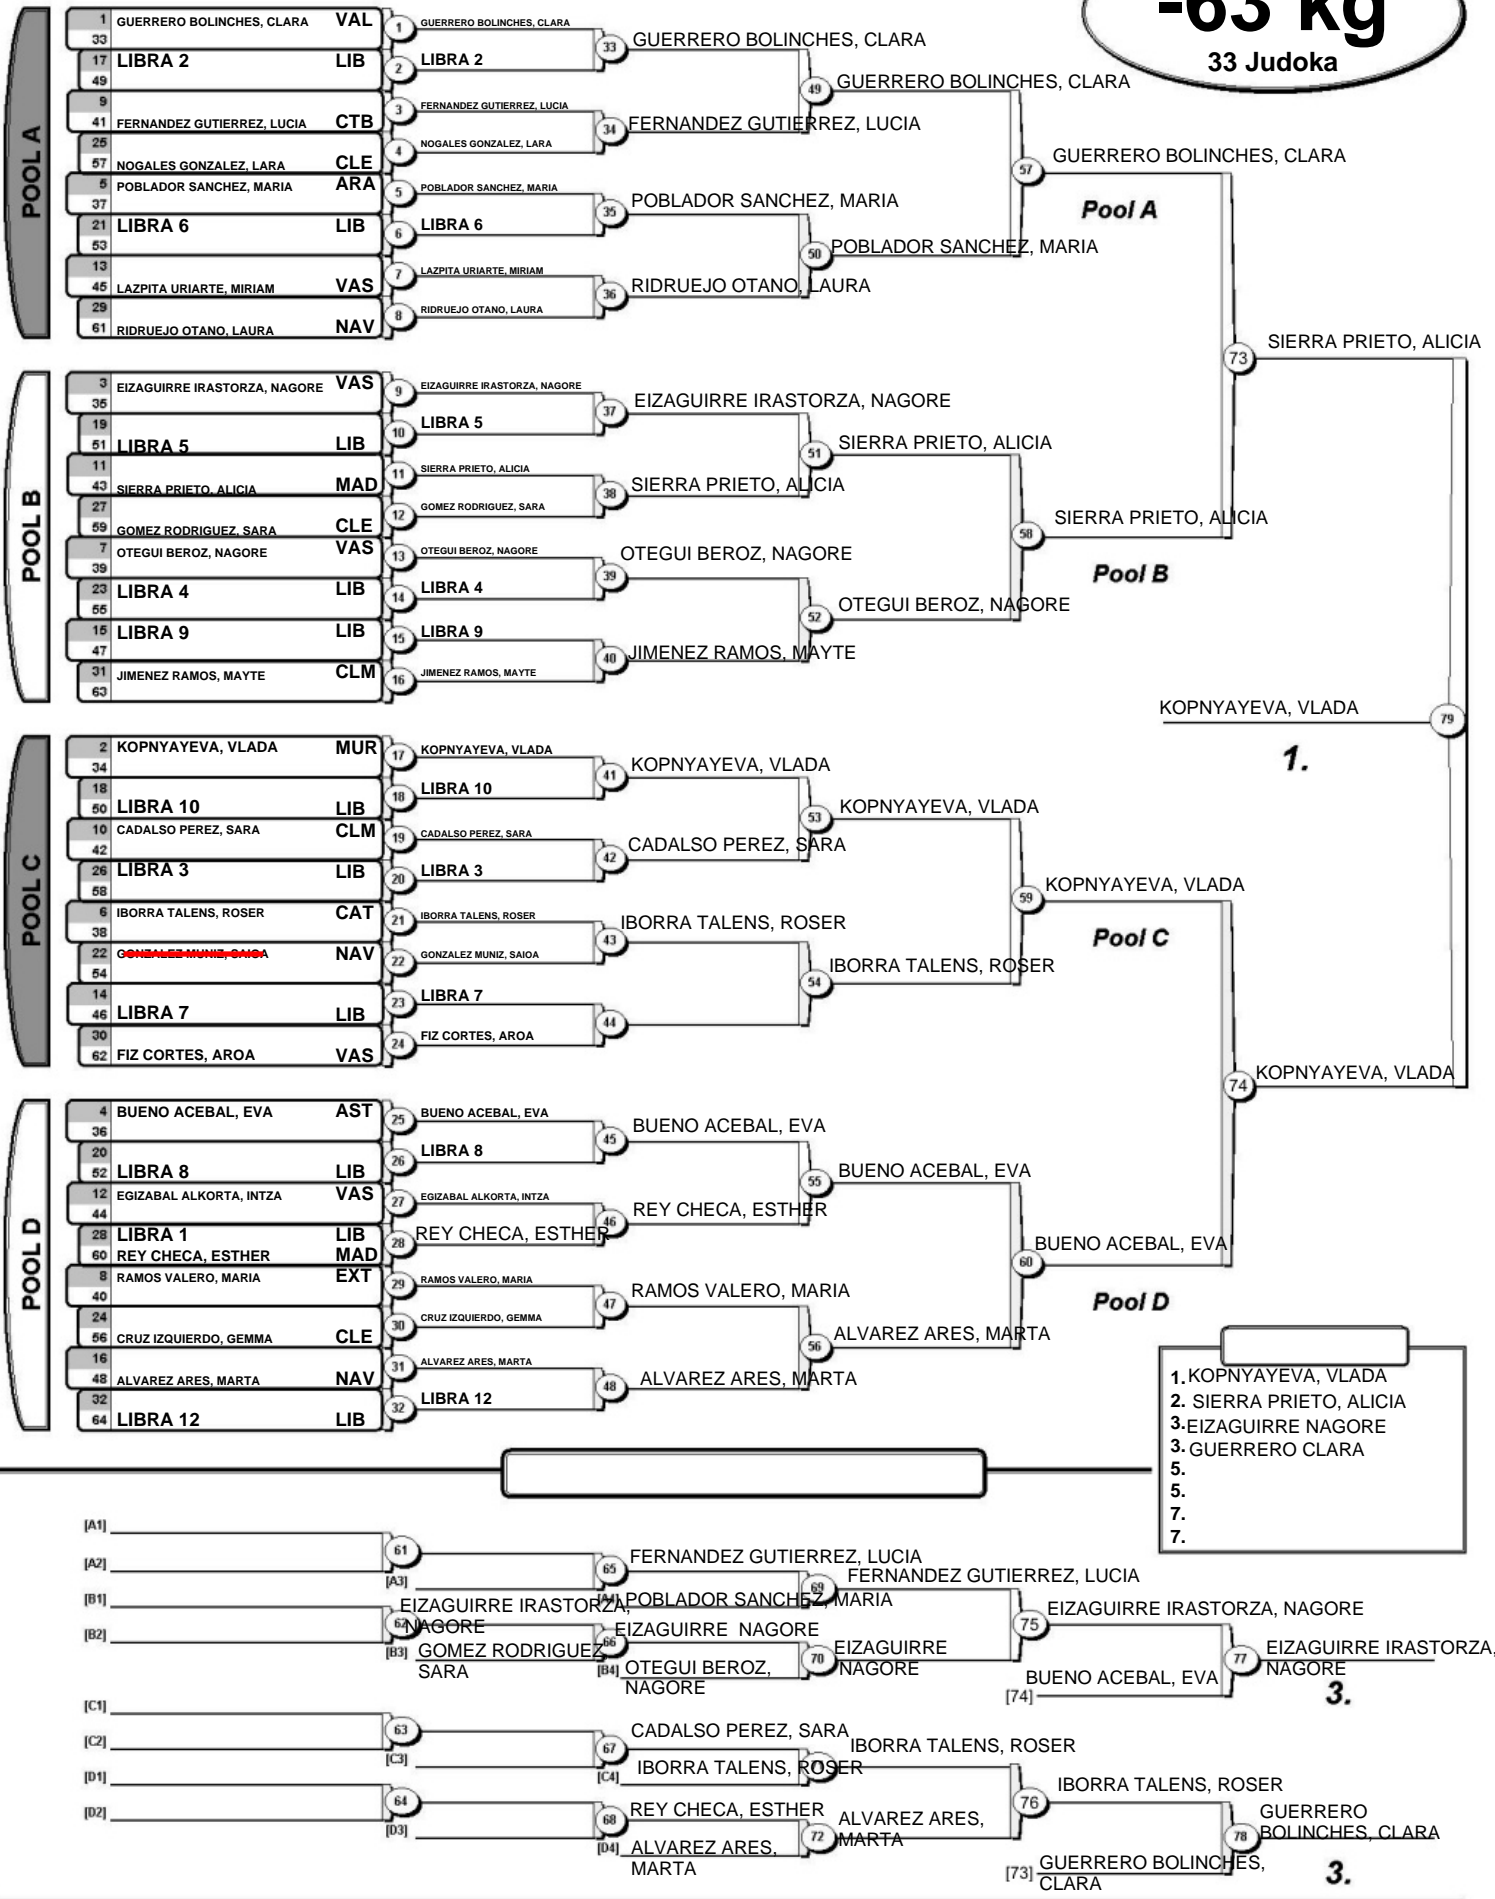 -63 kg
33 Judoka
POOL A
1 GUERRERO BOLINCHES, CLARA VAL
33
17 LIBRA 2 LIB
49
9
41 FERNANDEZ GUTIERREZ, LUCIA CTB
25
57 NOGALES GONZALEZ, LARA CLE
5 POBLADOR SANCHEZ, MARIA ARA
37
21 LIBRA 6 LIB
53
13
45 LAZPITA URIARTE, MIRIAM VAS
29
61 RIDRUEJO OTANO, LAURA NAV
1 GUERRERO BOLINCHES, CLARA
2 LIBRA 2
3 FERNANDEZ GUTIERREZ, LUCIA
4 NOGALES GONZALEZ, LARA
5 POBLADOR SANCHEZ, MARIA
6 LIBRA 6
7 LAZPITA URIARTE, MIRIAM
8 RIDRUEJO OTANO, LAURA
33 GUERRERO BOLINCHES, CLARA
34 FERNANDEZ GUTIERREZ, LUCIA
35 POBLADOR SANCHEZ, MARIA
36 RIDRUEJO OTANO, LAURA
49 GUERRERO BOLINCHES, CLARA
50 POBLADOR SANCHEZ, MARIA
57 GUERRERO BOLINCHES, CLARA
Pool A
POOL B
3 EIZAGUIRRE IRASTORZA, NAGORE VAS
35
19
51 LIBRA 5 LIB
11
43 SIERRA PRIETO, ALICIA MAD
27
59 GOMEZ RODRIGUEZ, SARA CLE
7 OTEGUI BEROZ, NAGORE VAS
39
23 LIBRA 4 LIB
55
15 LIBRA 9 LIB
47
31 JIMENEZ RAMOS, MAYTE CLM
63
9 EIZAGUIRRE IRASTORZA, NAGORE
10 LIBRA 5
11 SIERRA PRIETO, ALICIA
12 GOMEZ RODRIGUEZ, SARA
13 OTEGUI BEROZ, NAGORE
14 LIBRA 4
15 LIBRA 9
16 JIMENEZ RAMOS, MAYTE
37 EIZAGUIRRE IRASTORZA, NAGORE
38 SIERRA PRIETO, ALICIA
39 OTEGUI BEROZ, NAGORE
40 JIMENEZ RAMOS, MAYTE
51 SIERRA PRIETO, ALICIA
52 OTEGUI BEROZ, NAGORE
58 SIERRA PRIETO, ALICIA
Pool B
73 SIERRA PRIETO, ALICIA
KOPNYAYEVA, VLADA 79
1.
POOL C
2 KOPNYAYEVA, VLADA MUR
34
18
50 LIBRA 10 LIB
10 CADALSO PEREZ, SARA CLM
42
26 LIBRA 3 LIB
58
6 IBORRA TALENS, ROSER CAT
38
22 GONZALEZ MUNIZ, SAIOA NAV
54
14
46 LIBRA 7 LIB
30
62 FIZ CORTES, AROA VAS
17 KOPNYAYEVA, VLADA
18 LIBRA 10
19 CADALSO PEREZ, SARA
20 LIBRA 3
21 IBORRA TALENS, ROSER
22 GONZALEZ MUNIZ, SAIOA
23 LIBRA 7
24 FIZ CORTES, AROA
41 KOPNYAYEVA, VLADA
42 CADALSO PEREZ, SARA
43 IBORRA TALENS, ROSER
44
53 KOPNYAYEVA, VLADA
54 IBORRA TALENS, ROSER
59 KOPNYAYEVA, VLADA
Pool C
74 KOPNYAYEVA, VLADA
POOL D
4 BUENO ACEBAL, EVA AST
36
20
52 LIBRA 8 LIB
12 EGIZABAL ALKORTA, INTZA VAS
44
28 LIBRA 1 LIB
60 REY CHECA, ESTHER MAD
8 RAMOS VALERO, MARIA EXT
40
24
56 CRUZ IZQUIERDO, GEMMA CLE
16
48 ALVAREZ ARES, MARTA NAV
32
64 LIBRA 12 LIB
25 BUENO ACEBAL, EVA
26 LIBRA 8
27 EGIZABAL ALKORTA, INTZA
28 REY CHECA, ESTHER
29 RAMOS VALERO, MARIA
30 CRUZ IZQUIERDO, GEMMA
31 ALVAREZ ARES, MARTA
32 LIBRA 12
45 BUENO ACEBAL, EVA
46 REY CHECA, ESTHER
47 RAMOS VALERO, MARIA
48 ALVAREZ ARES, MARTA
55 BUENO ACEBAL, EVA
56 ALVAREZ ARES, MARTA
60 BUENO ACEBAL, EVA
Pool D
1. KOPNYAYEVA, VLADA
2. SIERRA PRIETO, ALICIA
3. EIZAGUIRRE NAGORE
3. GUERRERO CLARA
5.
5.
7.
7.
[A1]
[A2]
61
[A3]
65 FERNANDEZ GUTIERREZ, LUCIA
[A4] POBLADOR SANCHEZ, MARIA
69 FERNANDEZ GUTIERREZ, LUCIA
[B1]
[B2]
62 EIZAGUIRRE IRASTORZA,
NAGORE
[B3] GOMEZ RODRIGUEZ,
SARA
66 EIZAGUIRRE NAGORE
[B4] OTEGUI BEROZ,
NAGORE
70 EIZAGUIRRE
NAGORE
75 EIZAGUIRRE IRASTORZA, NAGORE
[74] BUENO ACEBAL, EVA
77 EIZAGUIRRE IRASTORZA,
NAGORE
3.
[C1]
[C2]
63
[C3]
67 CADALSO PEREZ, SARA
[C4] IBORRA TALENS, ROSER
IBORRA TALENS, ROSER
[D1]
[D2]
64
[D3]
68 REY CHECA, ESTHER
[D4] ALVAREZ ARES,
MARTA
72 ALVAREZ ARES,
MARTA
76 IBORRA TALENS, ROSER
[73] GUERRERO BOLINCHES,
CLARA
78 GUERRERO
BOLINCHES, CLARA
3.